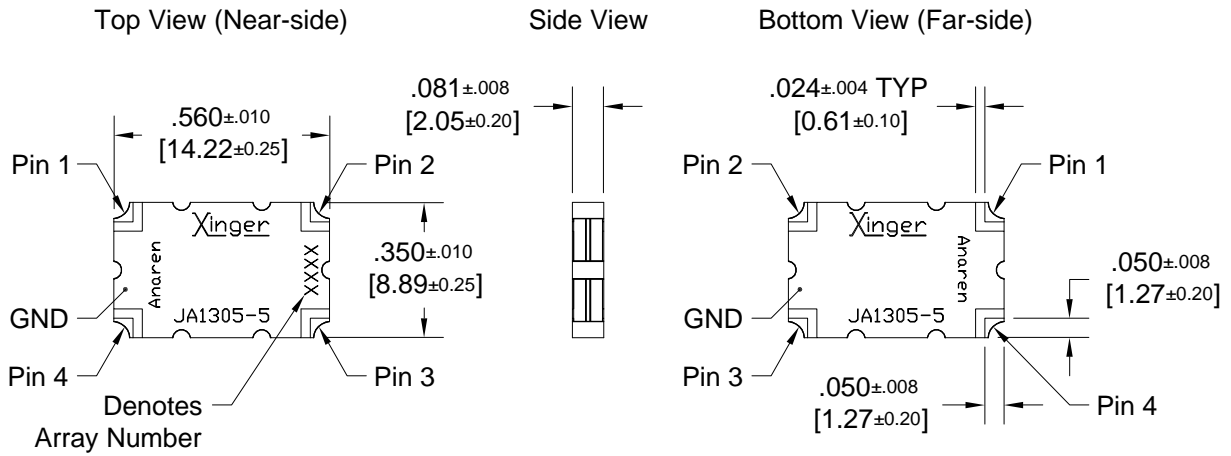 Top View (Near-side)
Side View
Bottom View (Far-side)
.560±.010
[14.22±0.25]
.081±.008
[2.05±0.20]
.024±.004 TYP
[0.61±0.10]
Pin 1
Pin 2
Pin 2
Pin 1
Xinger
Anaren
XXXX
JA1305-5
.350±.010
[8.89±0.25]
Xinger
Anaren
JA1305-5
.050±.008
[1.27±0.20]
GND
GND
Pin 4
Pin 3
Pin 3
.050±.008
[1.27±0.20]
Pin 4
Denotes
Array Number